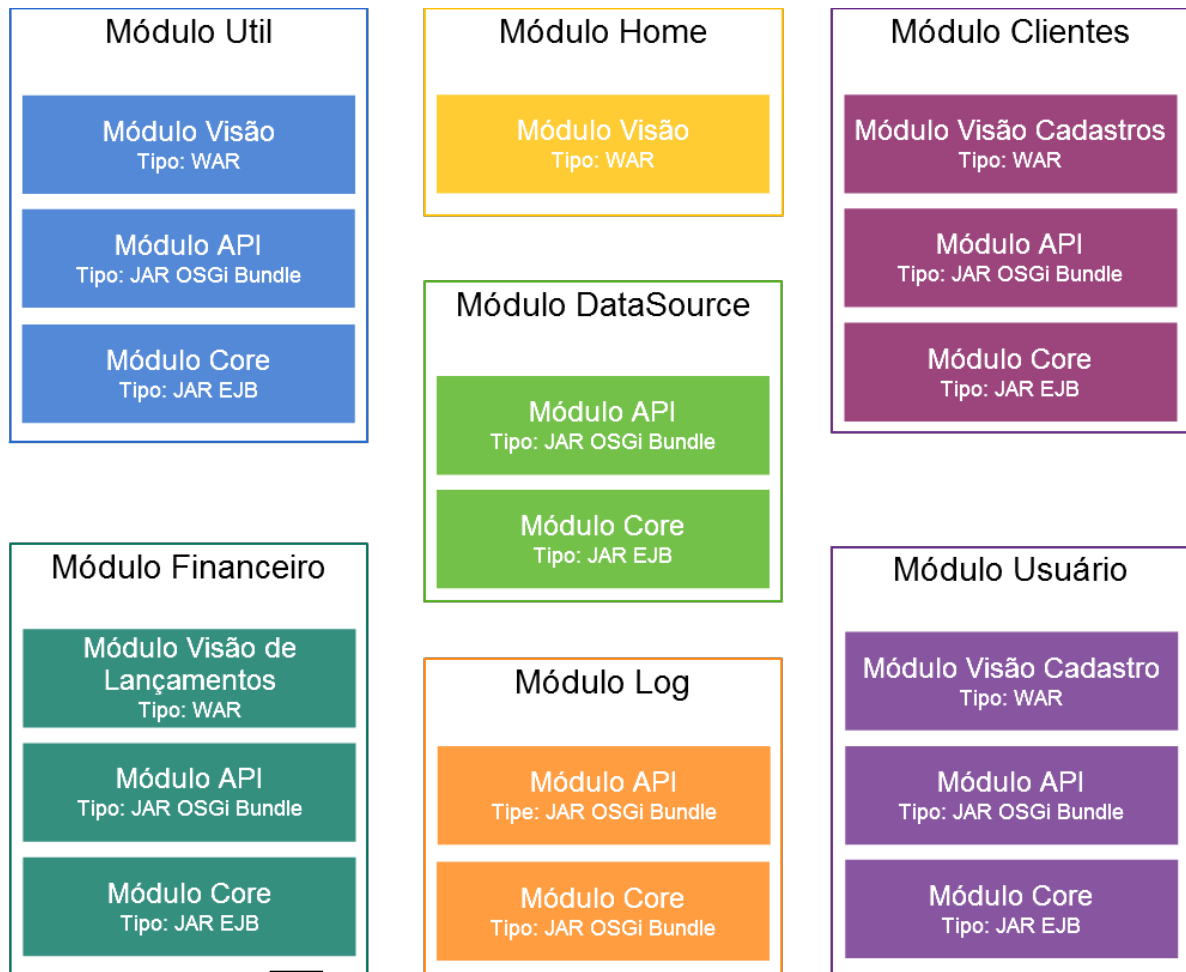 Módulo Util
Módulo Visão
Tipo: WAR
Módulo API
Tipo: JAR OSGi Bundle
Módulo Core
Tipo: JAR EJB
Módulo Home
Módulo Visão
Tipo: WAR
Módulo Clientes
Módulo Visão Cadastros
Tipo: WAR
Módulo API
Tipo: JAR OSGi Bundle
Módulo Core
Tipo: JAR EJB
Módulo DataSource
Módulo API
Tipo: JAR OSGi Bundle
Módulo Core
Tipo: JAR EJB
Módulo Financeiro
Módulo Visão de
Lançamentos
Tipo: WAR
Módulo API
Tipo: JAR OSGi Bundle
Módulo Core
Tipo: JAR EJB
Módulo Log
Módulo API
Tipe: JAR OSGi Bundle
Módulo Core
Tipo: JAR OSGi Bundle
Módulo Usuário
Módulo Visão Cadastro
Tipo: WAR
Módulo API
Tipo: JAR OSGi Bundle
Módulo Core
Tipo: JAR EJB